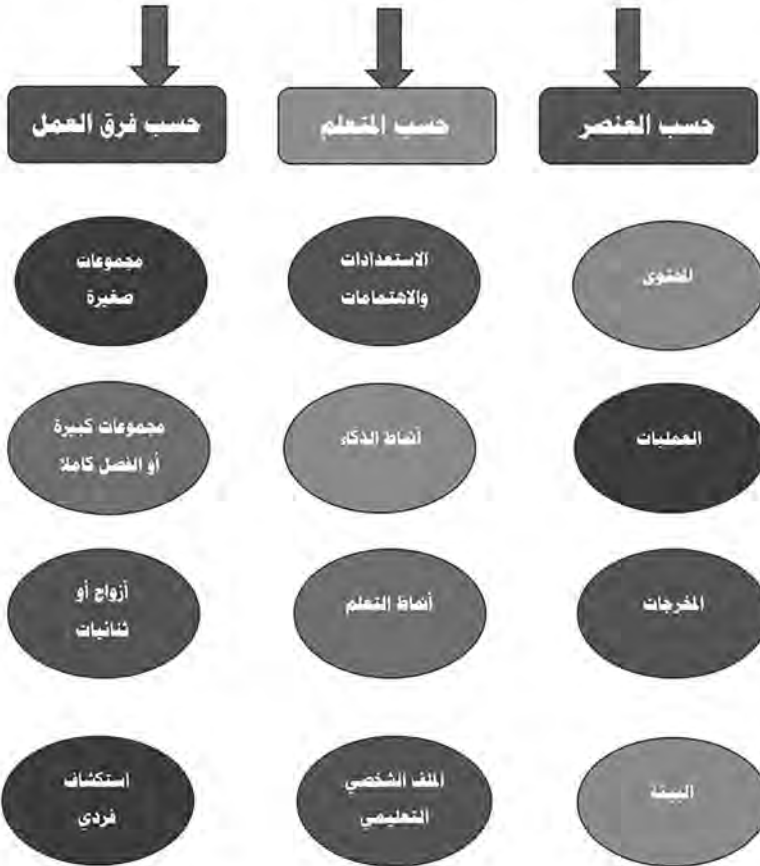 حسب العنصر
حسب المتعلم
حسب فرق العمل
المحتوى
الاستعدادات
والاهتمامات
مجموعات
صغيرة
العمليات
أنماط الذكاء
مجموعات كبيرة
أو الفصل كاملا
المخرجات
أنماط التعلم
أزواج أو
ثنائيات
البيئة
الملف الشخصي
التعليمي
استكشاف
فردي